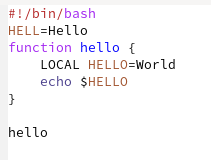 #!/bin/bash
HELL=Hello
function hello {
    LOCAL HELLO=World
    echo $HELLO
}

hello